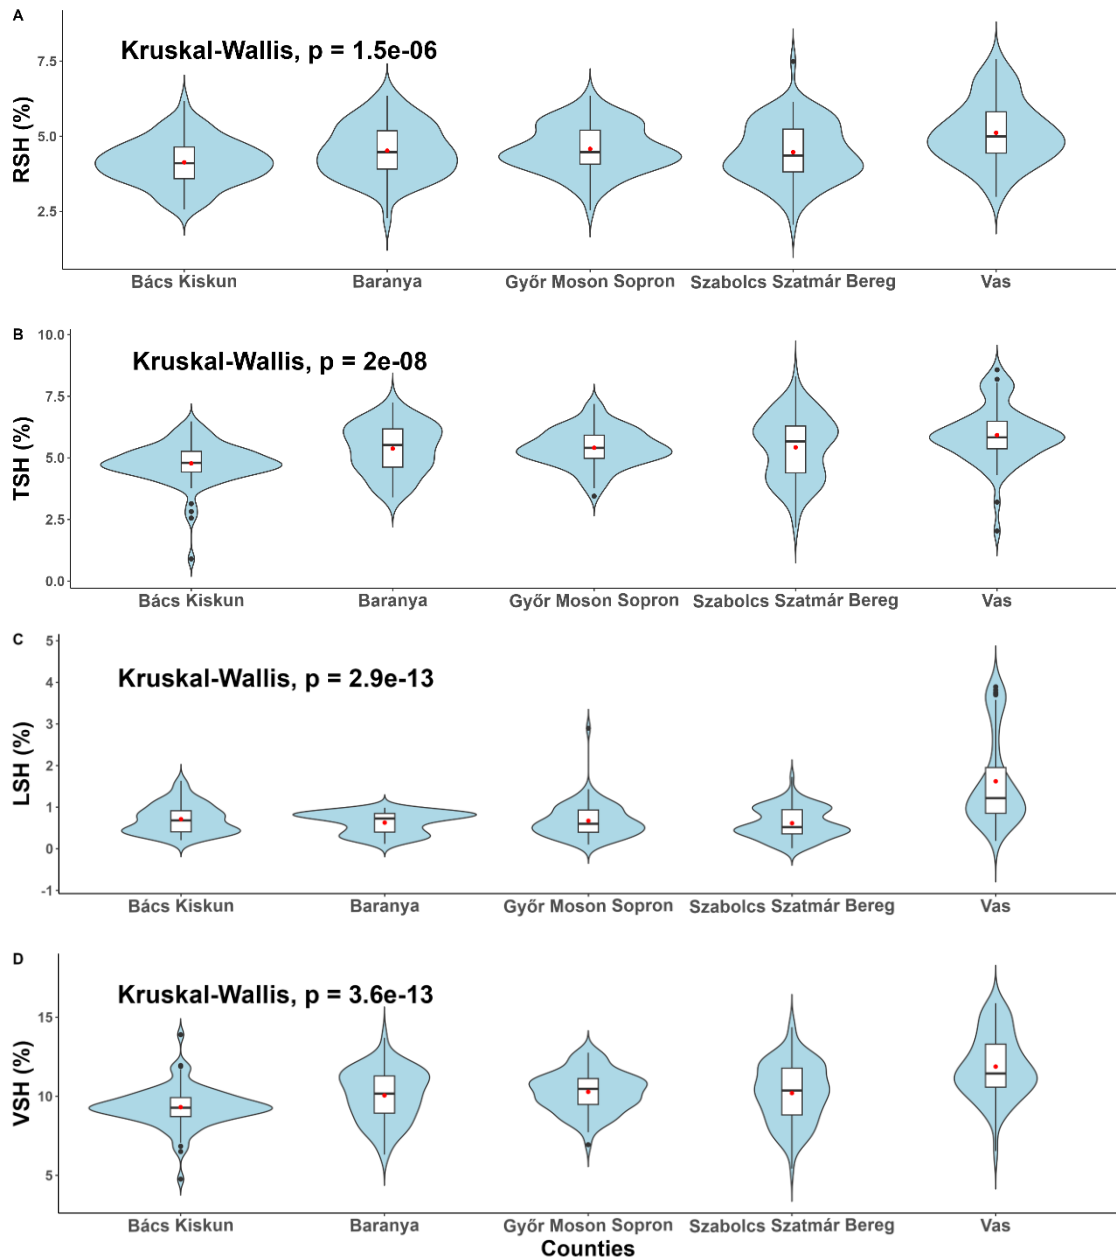 A
Kruskal-Wallis, p = 1.5e-06
RSH (%)
7.5
5.0
2.5
Bács Kiskun Baranya Győr Moson Sopron Szabolcs Szatmár Bereg Vas
B
10.0
Kruskal-Wallis, p = 2e-08
TSH (%)
7.5
5.0
2.5
0.0
Bács Kiskun Baranya Győr Moson Sopron Szabolcs Szatmár Bereg Vas
C
5
Kruskal-Wallis, p = 2.9e-13
LSH (%)
4
3
2
1
0
-1
Bács Kiskun Baranya Győr Moson Sopron Szabolcs Szatmár Bereg Vas
D
Kruskal-Wallis, p = 3.6e-13
VSH (%)
15
10
5
Bács Kiskun Baranya Győr Moson Sopron Szabolcs Szatmár Bereg Vas
Counties